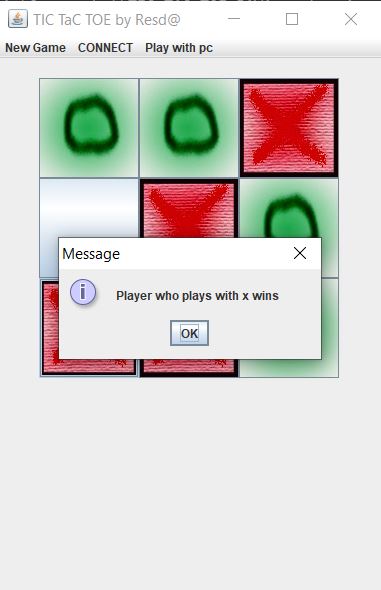 TIC TaC TOE by Resd@
New Game CONNECT Play with pc
Message
Player who plays with x wins
OK